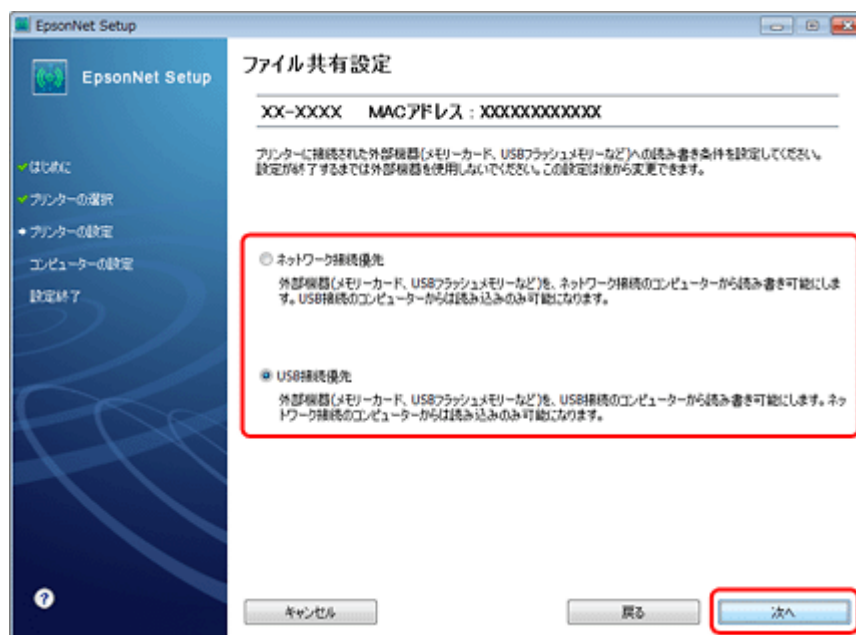 EpsonNet Setup
EpsonNet Setup
はじめに
プリンターの選択
プリンターの設定
コンピューターの設定
設定終了
ファイル共有設定
XX-XXXX MACアドレス : XXXXXXXXXXXX
プリンターに接続された外部機器(メモリーカード、USBフラッシュメモリーなど)への読み書き条件を設定してください。
設定が終了するまでは外部機器を使用しないでください。この設定は後から変更できます。
ネットワーク接続優先
外部機器(メモリーカード、USBフラッシュメモリーなど)を、ネットワーク接続のコンピューターから読み書き可能にしま
す。USB接続のコンピューターからは読み込みのみ可能になります。
USB接続優先
外部機器(メモリーカード、USBフラッシュメモリーなど)を、USB接続のコンピューターから読み書き可能にします。ネッ
トワーク接続のコンピューターからは読み込みのみ可能になります。
?
キャンセル
戻る
次へ